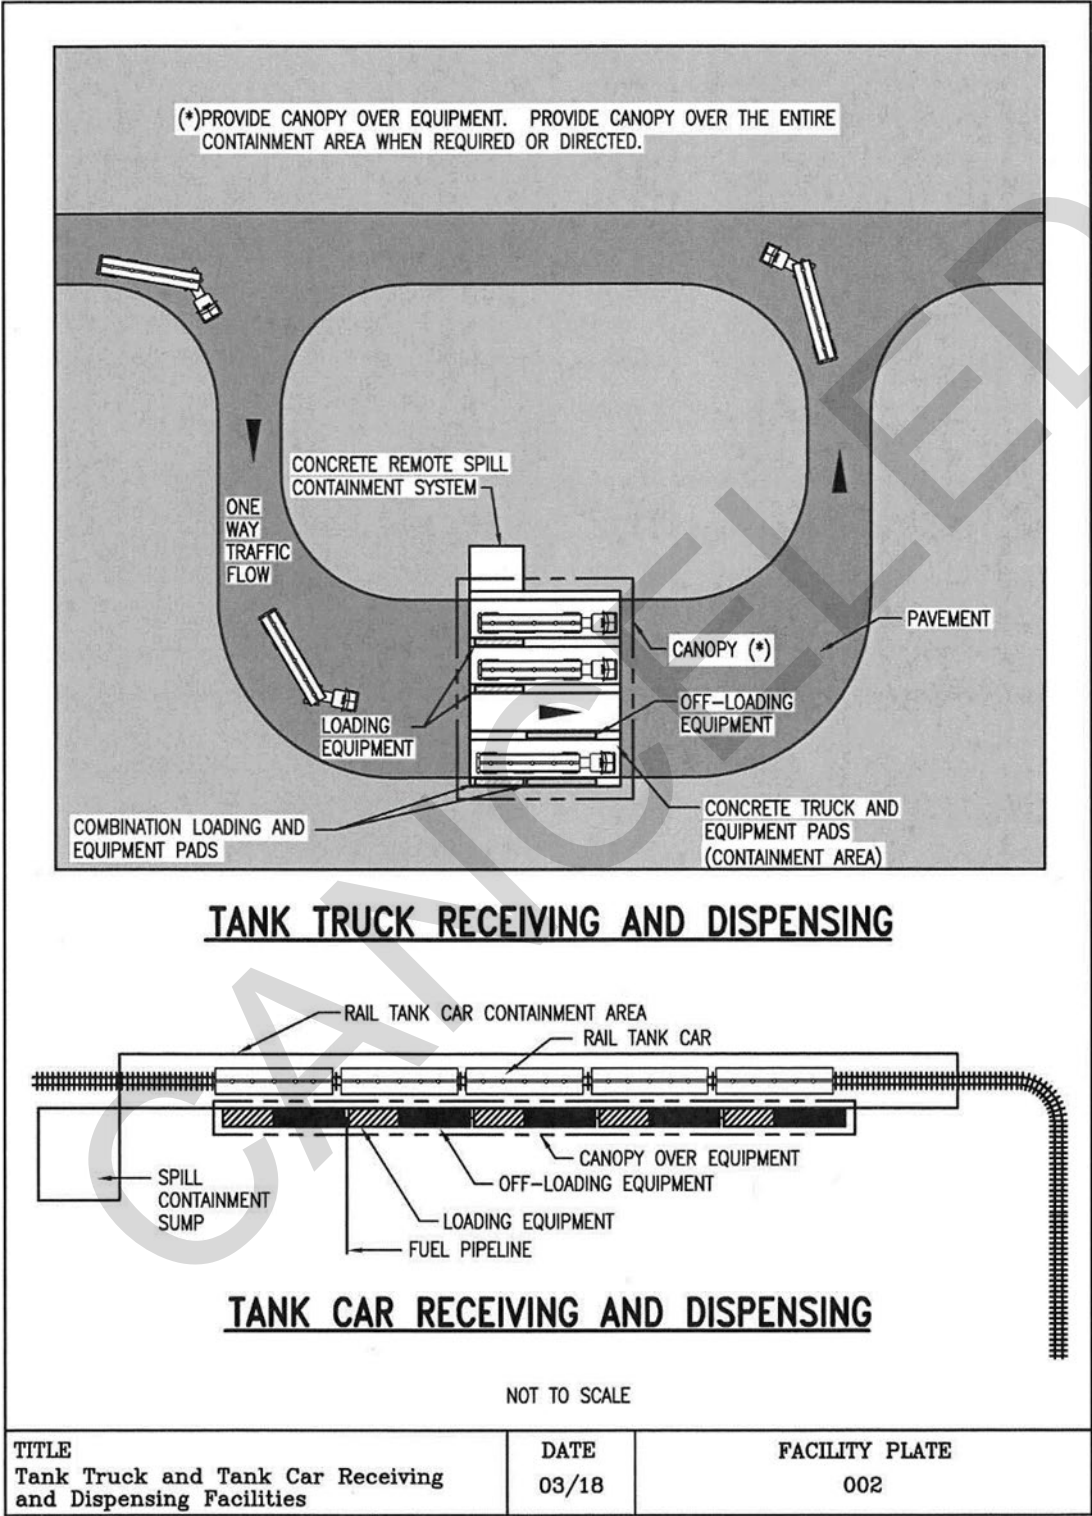 (*)PROVIDE CANOPY OVER EQUIPMENT. PROVIDE CANOPY OVER THE ENTIRE
CONTAINMENT AREA WHEN REQUIRED OR DIRECTED.
CONCRETE REMOTE SPILL
CONTAINMENT SYSTEM
ONE
WAY
TRAFFIC
FLOW
PAVEMENT
CANOPY (*)
OFF-LOADING
EQUIPMENT
LOADING
EQUIPMENT
CONCRETE TRUCK AND
EQUIPMENT PADS
(CONTAINMENT AREA)
COMBINATION LOADING AND
EQUIPMENT PADS
TANK TRUCK RECEIVING AND DISPENSING
RAIL TANK CAR CONTAINMENT AREA
RAIL TANK CAR
CANOPY OVER EQUIPMENT
OFF-LOADING EQUIPMENT
SPILL
CONTAINMENT
SUMP
LOADING EQUIPMENT
FUEL PIPELINE
TANK CAR RECEIVING AND DISPENSING
NOT TO SCALE
TITLE
Tank Truck and Tank Car Receiving
and Dispensing Facilities
DATE
03/18
FACILITY PLATE
002
CANCELED